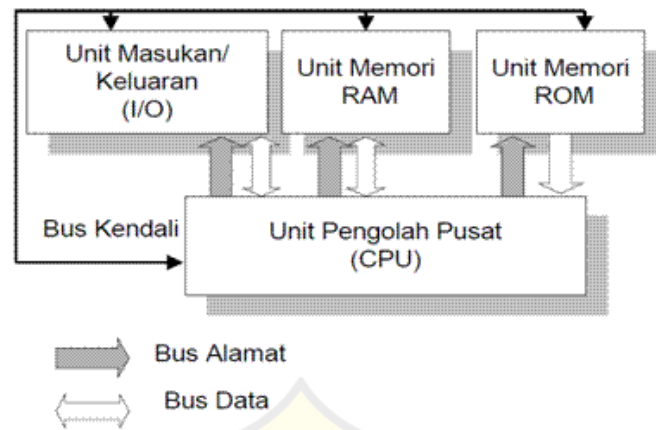 Unit Masukan/
Keluaran
(I/O)
Unit Memori
RAM
Unit Memori
ROM
Bus Kendali
Unit Pengolah Pusat
(CPU)
Bus Alamat
Bus Data